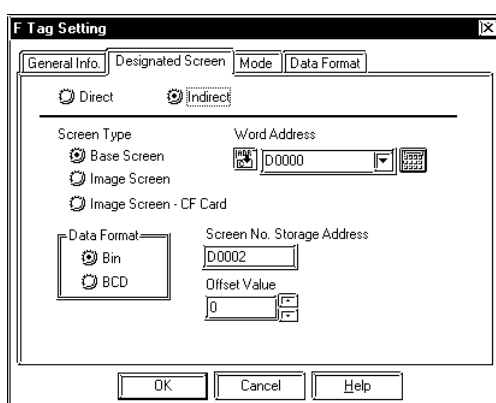 F Tag Setting
General Info. Designated Screen Mode Data Format
Direct Indirect
Screen Type Word Address
Base Screen D0000
Image Screen
Image Screen - CF Card
Data Format Screen No. Storage Address
Bin D0002
BCD Offset Value
0
OK Cancel Help